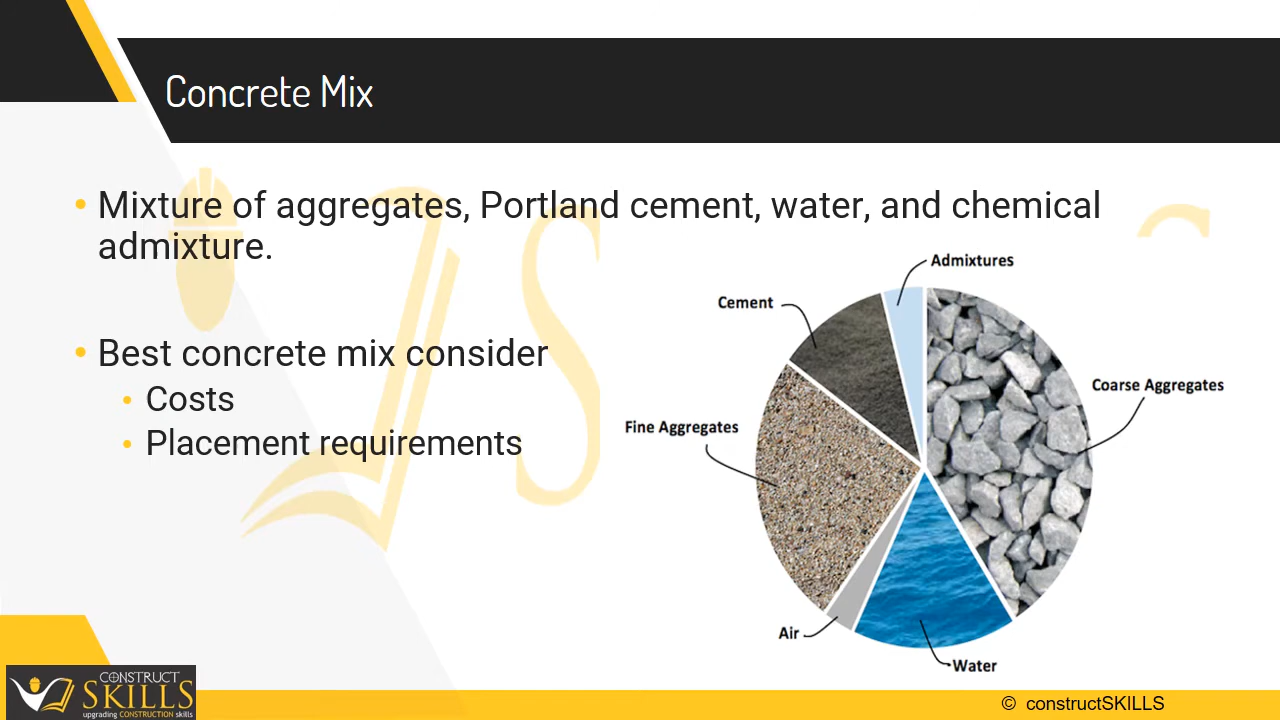 Concrete Mix
• Mixture of aggregates, Portland cement, water, and chemical
admixture.
• Best concrete mix consider
• Costs
• Placement requirements
Admixtures
Cement
Coarse Aggregates
Fine Aggregates
Air
Water
CONSTRUCT
SKILLS
upgrading CONSTRUCTION skills
© constructSKILLS